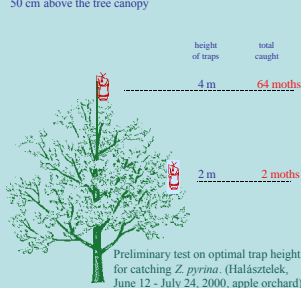 50 cm above the tree canopy
height total
of traps caught
4 m 64 moths
2 m 2 moths
Preliminary test on optimal trap height
for catching Z. pyrina. (Halásztelek,
June 12 - July 24, 2000, apple orchard)